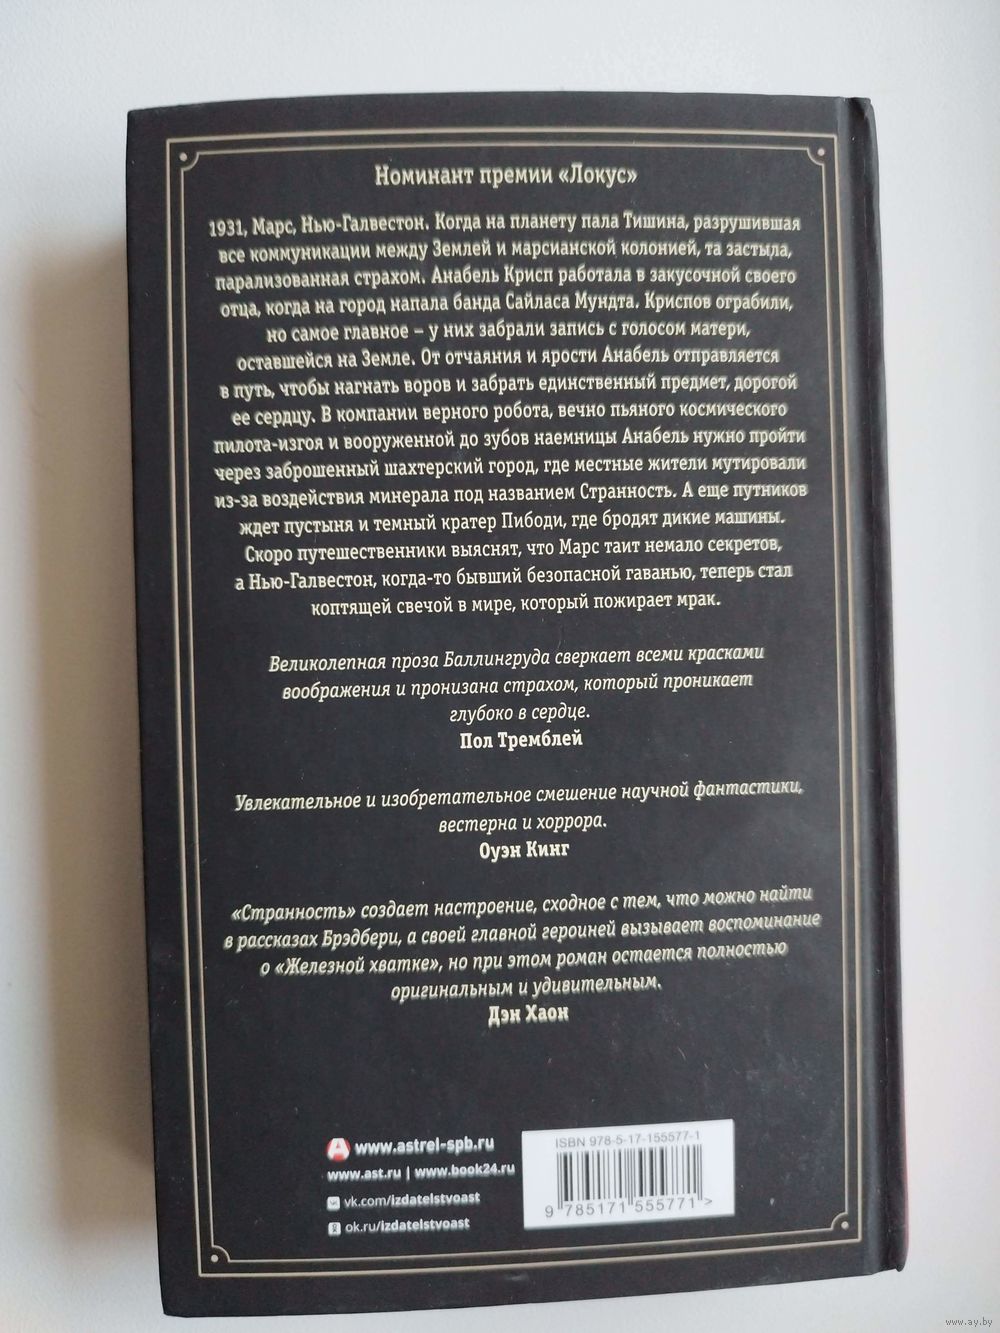 Номинант премии «Локус»
1931, Марс, Нью-Галвестон. Когда на планету пала Тишина, разрушившая
все коммуникации между Землей и марсианской колонией, та застыла,
парализованная страхом. Анабель Крисп работала в закусочной своего
отца, когда на город напала банда Сайласа Мундта. Криспов ограбили,
но самое главное – у них забрали запись с голосом матери,
оставшейся на Земле. От отчаяния и ярости Анабель отправляется
в путь, чтобы нагнать воров и забрать единственный предмет, дорогой
ее сердцу. В компании верного робота, вечно пьяного космического
пилота-изгоя и вооруженной до зубов наемницы Анабель нужно пройти
через заброшенный шахтерский город, где местные жители мутировали
из-за воздействия минерала под названием Странность. А еще путников
ждет пустыня и темный кратер Пибоди, где бродят дикие машины.
Скоро путешественники выяснят, что Марс таит немало секретов,
а Нью-Галвестон, когда-то бывший безопасной гаванью, теперь стал
коптящей свечой в мире, который пожирает мрак.
Великолепная проза Баллингруда сверкает всеми красками
воображения и пронизана страхом, который проникает
глубоко в сердце.
Пол Тремблей
Увлекательное и изобретательное смешение научной фантастики,
вестерна и хоррора.
Оуэн Кинг
«Странность» создает настроение, сходное с тем, что можно найти
в рассказах Брэдбери, а своей главной героиней вызывает воспоминание
о «Железной хватке», но при этом роман остается полностью
оригинальным и удивительным.
Дэн Хаон
www.astrel-spb.ru
www.ast.ru | www.book24.ru
vk.com/izdatelstvoast
ok.ru/izdatelstvoast
ISBN 978-5-17-155577-1
9 785171 555771 >
www.ay.by